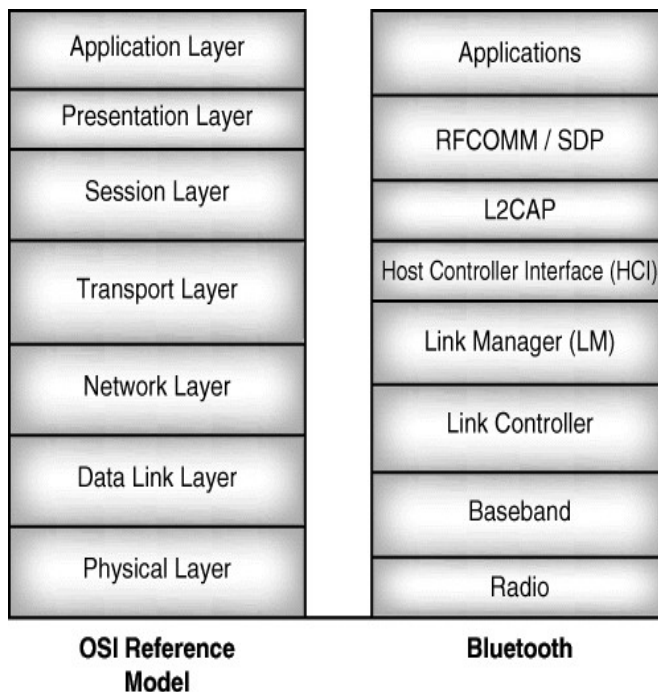 Application Layer
Presentation Layer
Session Layer
Transport Layer
Network Layer
Data Link Layer
Physical Layer
OSI Reference
Model
Applications
RFCOMM / SDP
L2CAP
Host Controller Interface (HCI)
Link Manager (LM)
Link Controller
Baseband
Radio
Bluetooth